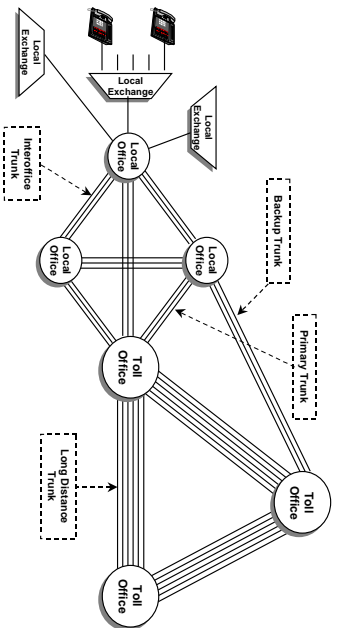 Local
Exchange
Local
Exchange
Local
Exchange
Local
Office
Interoffice
Trunk
Backup Trunk
Local
Office
Local
Office
Primary Trunk
Toll
Office
Long Distance
Trunk
Toll
Office
Toll
Office